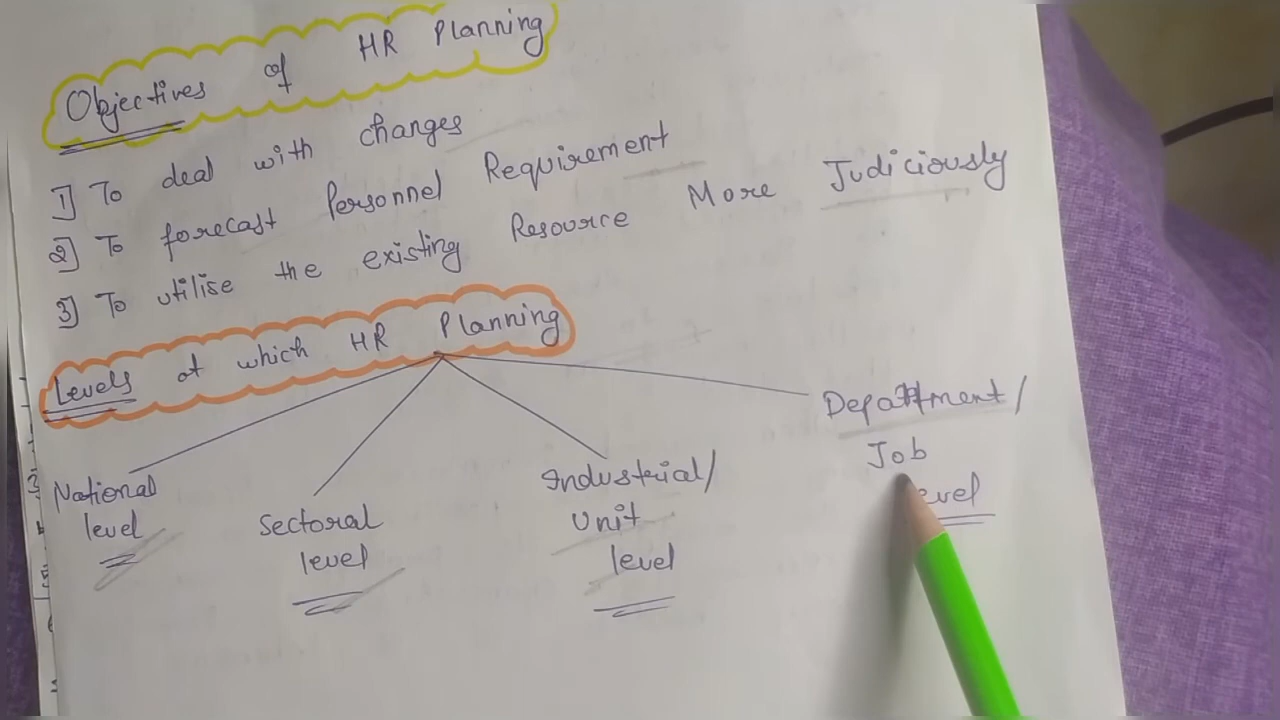 Objectives of HR Planning
1] To deal with changes
2] To forecast Personnel Requirement
3] To utilise the existing Resource More Judiciously
Levels at which HR Planning
National
level
Sectoral
level
Industrial/
Unit
level
Department/
Job
evel